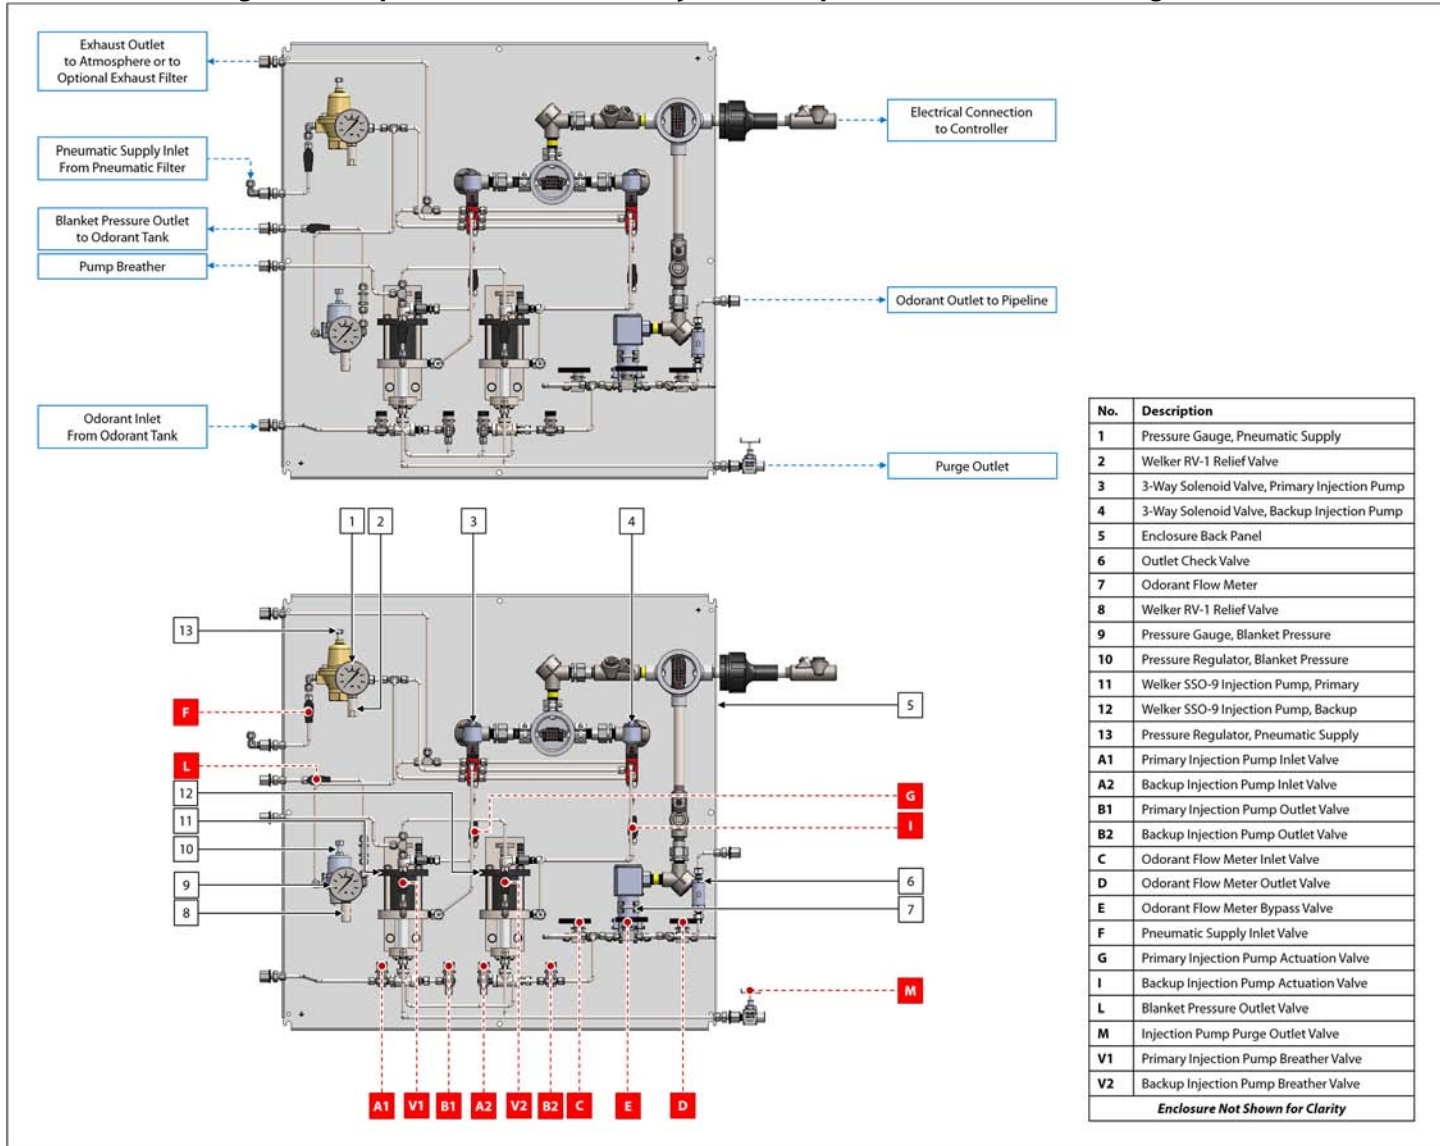 Exhaust Outlet
to Atmosphere or to
Optional Exhaust Filter
Pneumatic Supply Inlet
From Pneumatic Filter
Blanket Pressure Outlet
to Odorant Tank
Pump Breather
Odorant Inlet
From Odorant Tank
Electrical Connection
to Controller
Odorant Outlet to Pipeline
Purge Outlet
1
2
3
4
13
F
L
12
11
10
9
8
5
G
I
6
7
M
A1
V1
B1
A2
V2
B2
C
E
D
No. Description
1 Pressure Gauge, Pneumatic Supply
2 Welker RV-1 Relief Valve
3 3-Way Solenoid Valve, Primary Injection Pump
4 3-Way Solenoid Valve, Backup Injection Pump
5 Enclosure Back Panel
6 Outlet Check Valve
7 Odorant Flow Meter
8 Welker RV-1 Relief Valve
9 Pressure Gauge, Blanket Pressure
10 Pressure Regulator, Blanket Pressure
11 Welker SSO-9 Injection Pump, Primary
12 Welker SSO-9 Injection Pump, Backup
13 Pressure Regulator, Pneumatic Supply
A1 Primary Injection Pump Inlet Valve
A2 Backup Injection Pump Inlet Valve
B1 Primary Injection Pump Outlet Valve
B2 Backup Injection Pump Outlet Valve
C Odorant Flow Meter Inlet Valve
D Odorant Flow Meter Outlet Valve
E Odorant Flow Meter Bypass Valve
F Pneumatic Supply Inlet Valve
G Primary Injection Pump Actuation Valve
I Backup Injection Pump Actuation Valve
L Blanket Pressure Outlet Valve
M Injection Pump Purge Outlet Valve
V1 Primary Injection Pump Breather Valve
V2 Backup Injection Pump Breather Valve
Enclosure Not Shown for Clarity